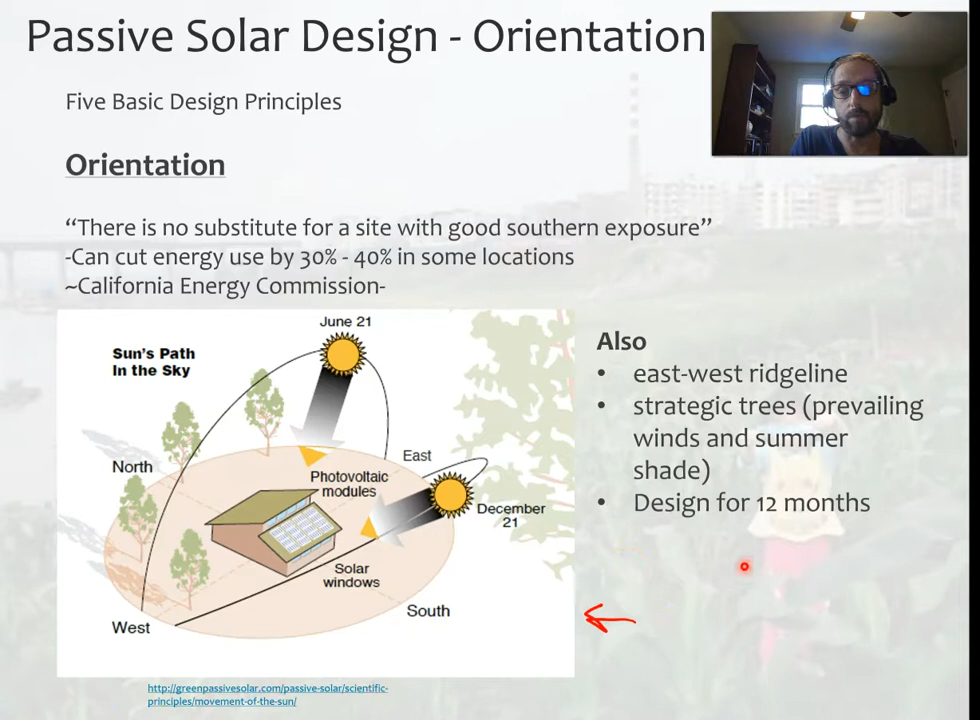 Passive Solar Design - Orientation
Five Basic Design Principles
Orientation
“There is no substitute for a site with good southern exposure”
-Can cut energy use by 30% - 40% in some locations
~California Energy Commission-
June 21
Sun's Path
In the Sky
North
East
Photovoltaic
modules
December
21
Solar
windows
South
West
Also
• east-west ridgeline
• strategic trees (prevailing
winds and summer
shade)
• Design for 12 months
http://greenpassivesolar.com/passive-solar/scientific-
principles/movement-of-the-sun/